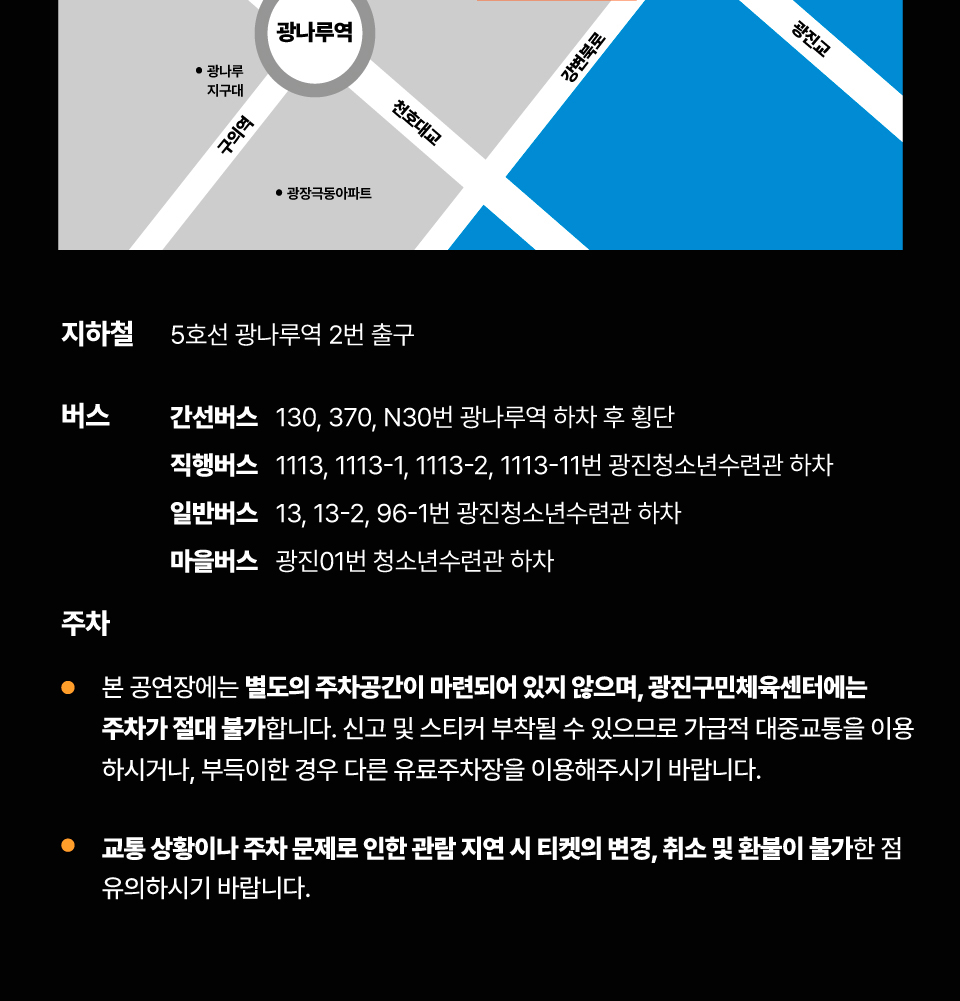 광나루역
광나루
지구대
구의역
천호대교
강변북로
광진교
광장극동아파트
지하철 5호선 광나루역 2번 출구
버스 간선버스 130, 370, N30번 광나루역 하차 후 횡단
직행버스 1113, 1113-1, 1113-2, 1113-11번 광진청소년수련관 하차
일반버스 13, 13-2, 96-1번 광진청소년수련관 하차
마을버스 광진01번 청소년수련관 하차
주차
본 공연장에는 별도의 주차공간이 마련되어 있지 않으며, 광진구민체육센터에는
주차가 절대 불가합니다. 신고 및 스티커 부착될 수 있으므로 가급적 대중교통을 이용
하시거나, 부득이한 경우 다른 유료주차장을 이용해주시기 바랍니다.
교통 상황이나 주차 문제로 인한 관람 지연 시 티켓의 변경, 취소 및 환불이 불가한 점
유의하시기 바랍니다.